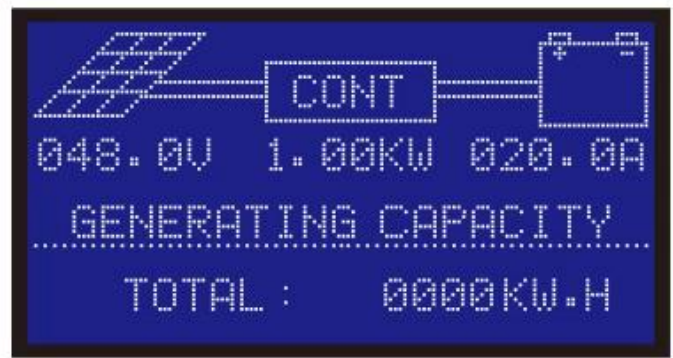 CONT
+ −
048.0V 1.00KW 020.0A
GENERATING CAPACITY
TOTAL: 0000KW.H